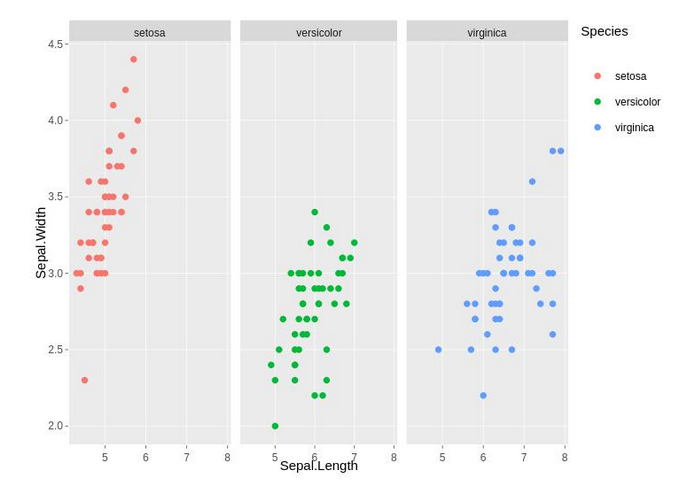 setosa versicolor virginica
Species
setosa
versicolor
virginica
4.5
4.0
3.5
3.0
2.5
2.0
Sepal.Width
5 6 7 8 5 6 7 8 5 6 7 8
Sepal.Length